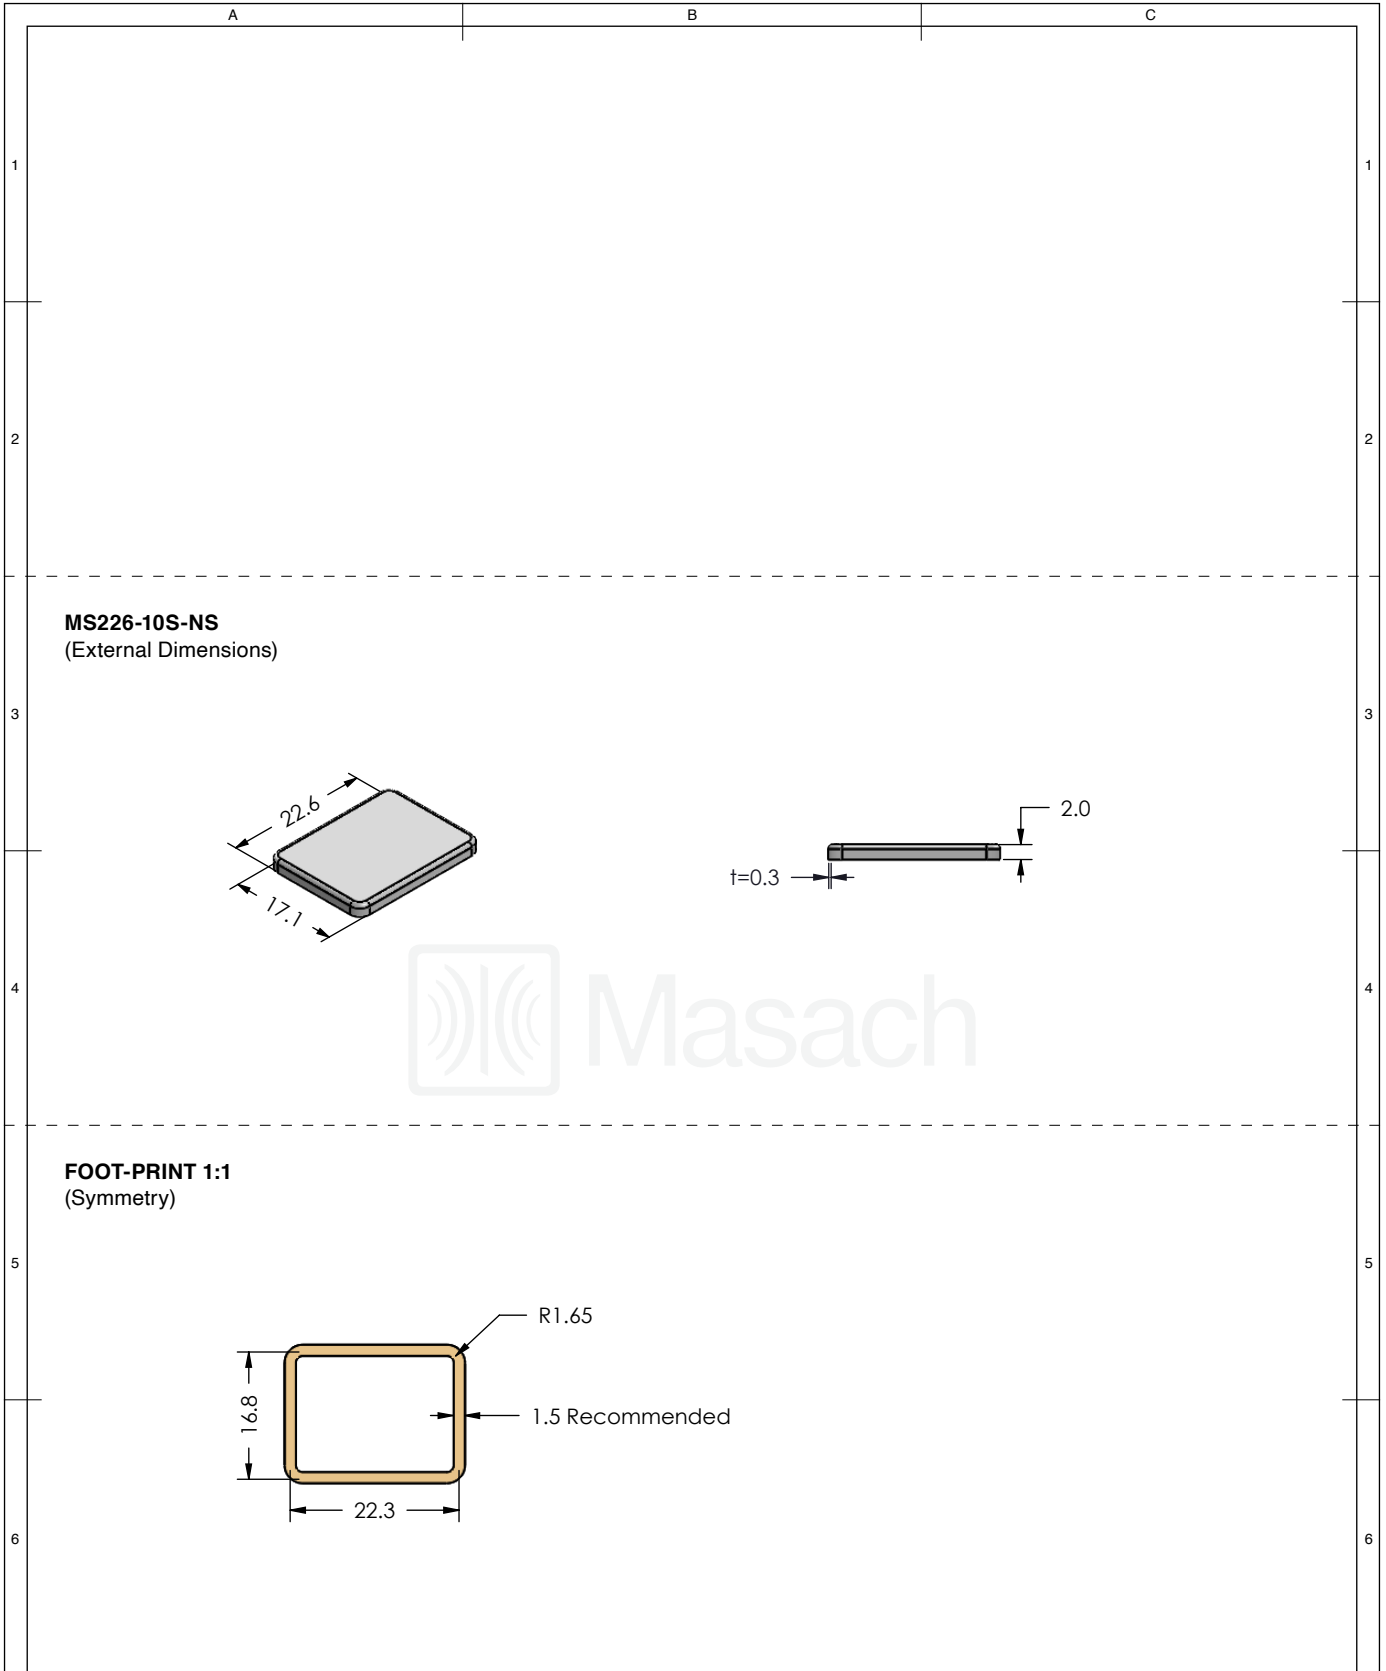 A B C
1 1
2 2
MS226-10S-NS
(External Dimensions)
3 3
22.6
17.1
2.0
t=0.3
4 4
Masach
FOOT-PRINT 1:1
(Symmetry)
5 5
R1.65
16.8
1.5 Recommended
22.3
6 6